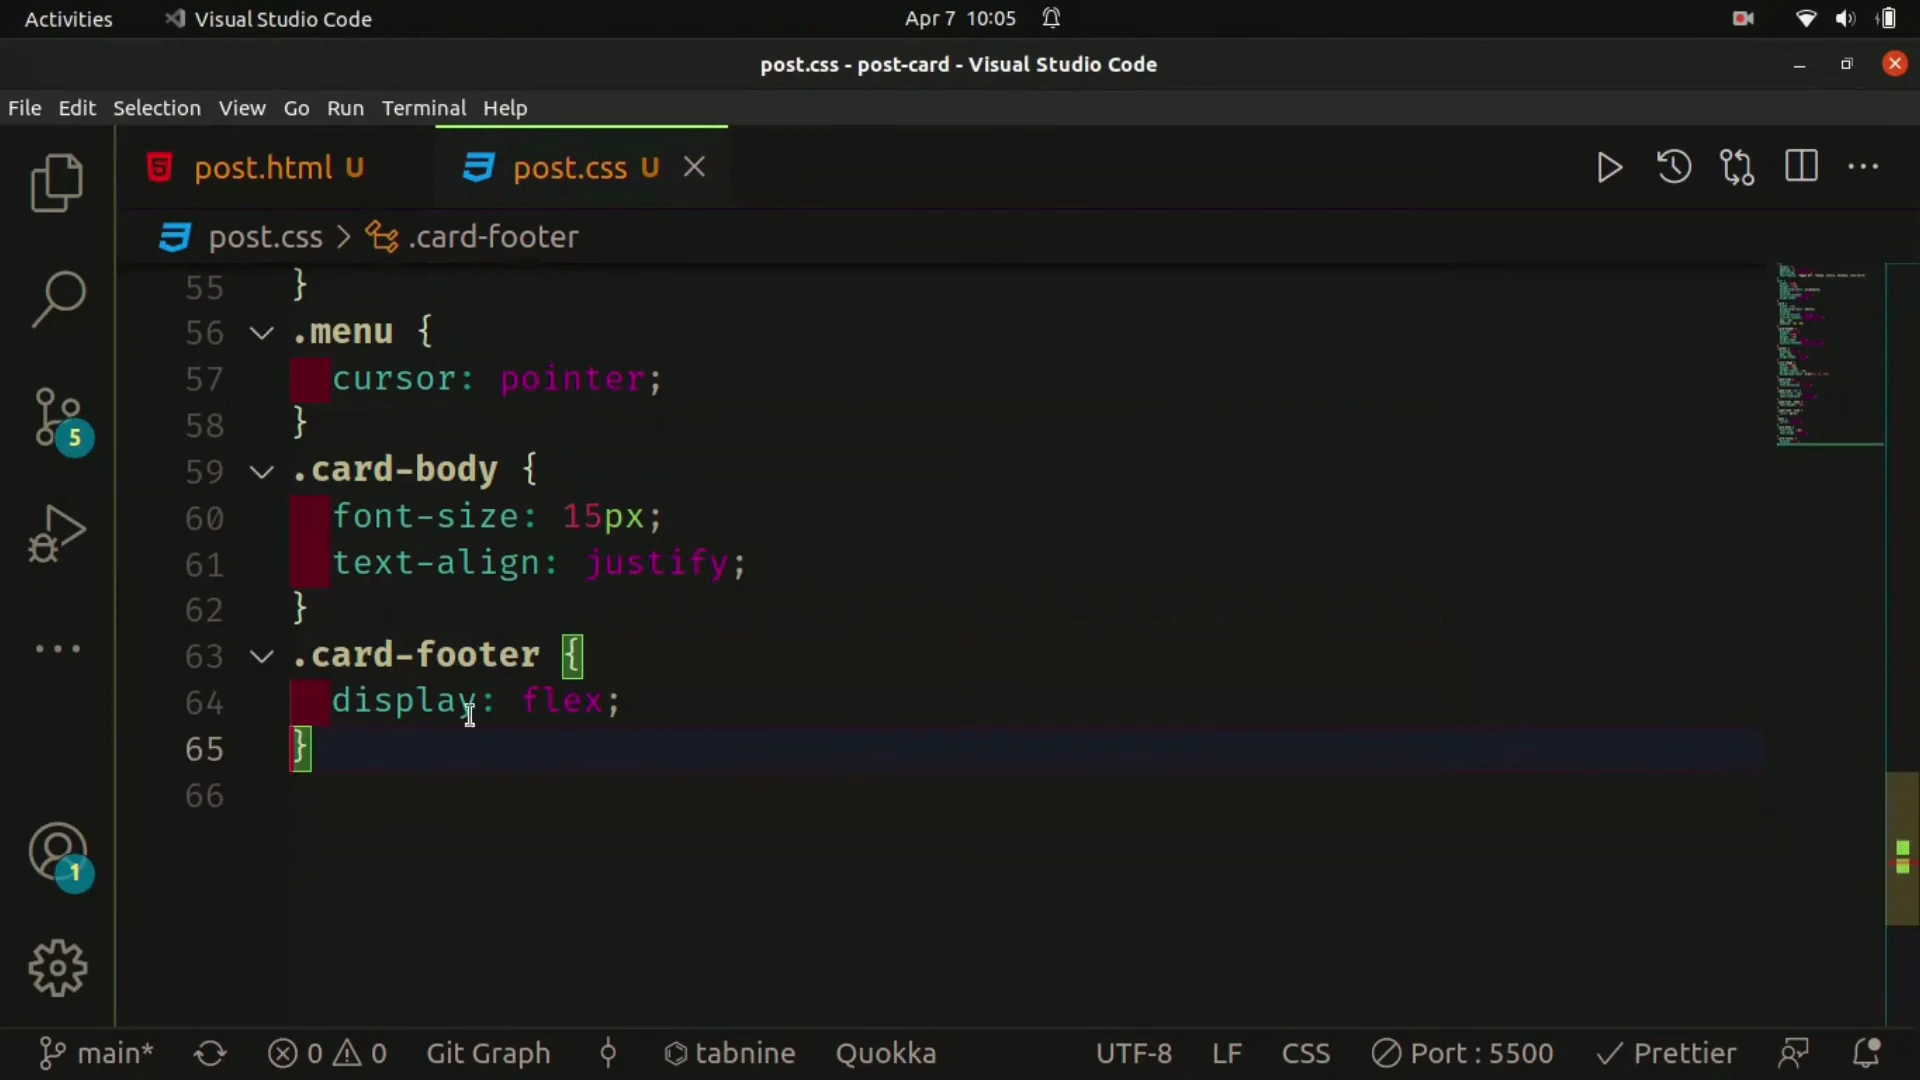 Activities Visual Studio Code Apr 7 10:05
post.css - post-card - Visual Studio Code
File Edit Selection View Go Run Terminal Help
post.html U post.css U
post.css > .card-footer
55 }
56 .menu {
57 cursor: pointer;
58 }
59 .card-body {
60 font-size: 15px;
61 text-align: justify;
62 }
63 .card-footer {
64 display: flex;
65 }
66
5
1
main* 0 0 Git Graph tabnine Quokka UTF-8 LF CSS Port : 5500 Prettier